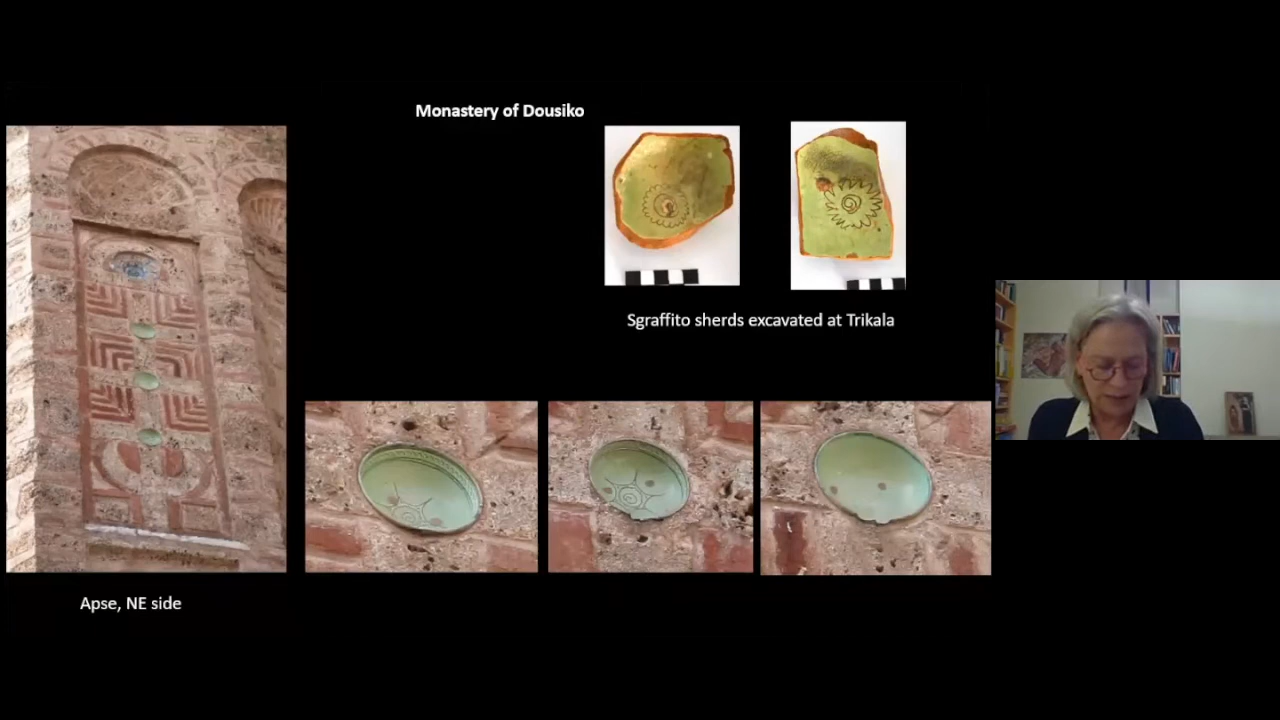 Monastery of Dousiko
Sgraffito sherds excavated at Trikala
Apse, NE side